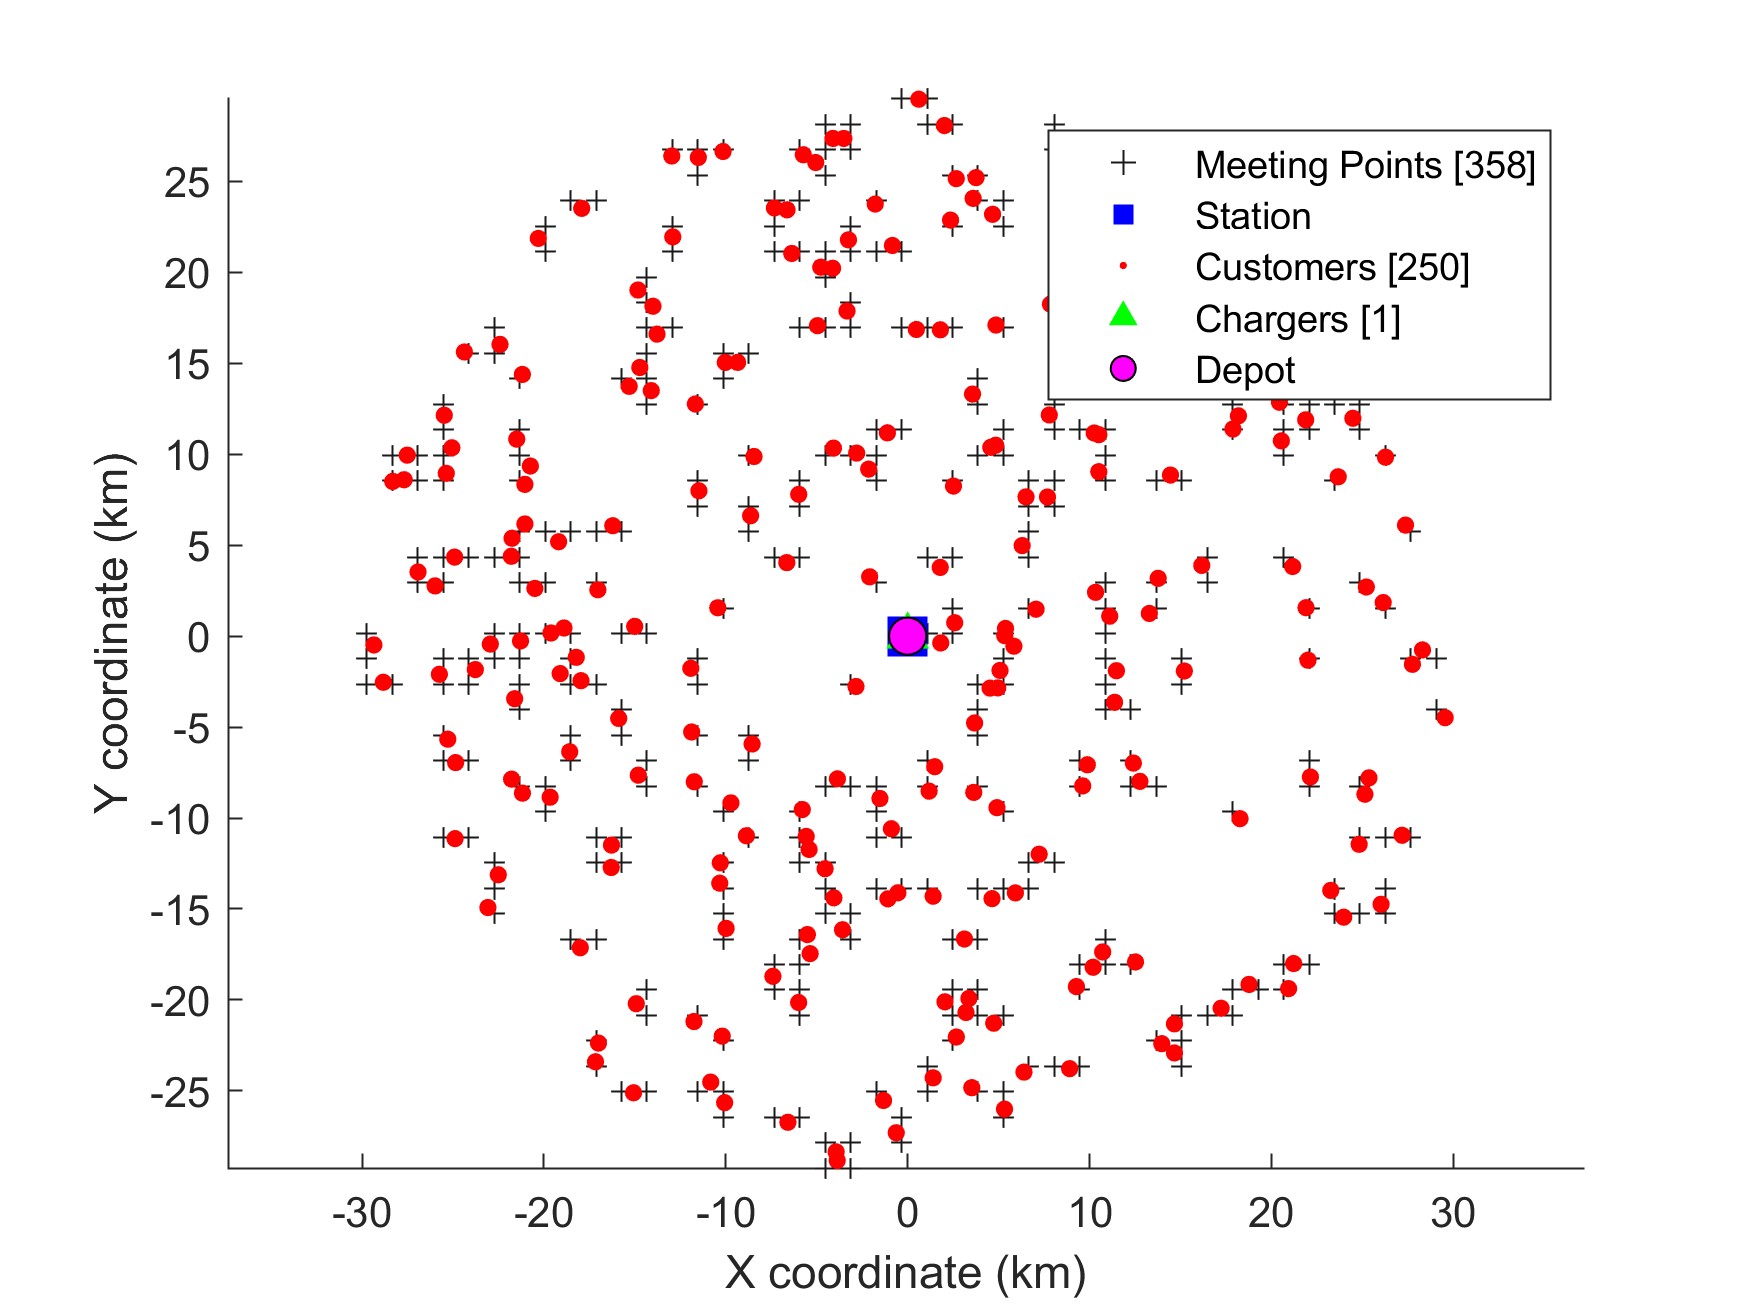 Meeting Points [358]
Station
Customers [250]
Chargers [1]
Depot
25
20
15
10
5
0
-5
-10
-15
-20
-25
Y coordinate (km)
-30 -20 -10 0 10 20 30
X coordinate (km)